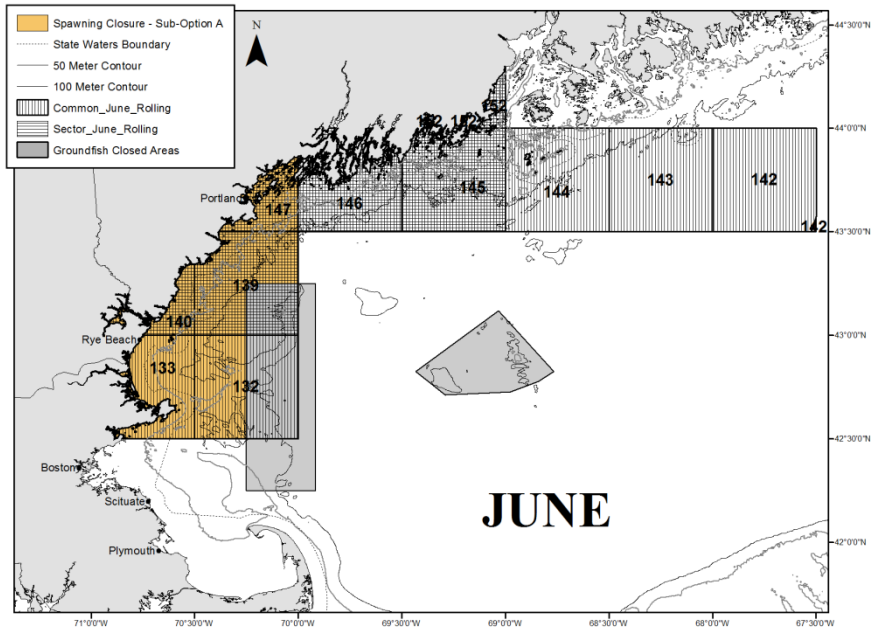 Spawning Closure - Sub-Option A
State Waters Boundary
50 Meter Contour
100 Meter Contour
Common_June_Rolling
Sector_June_Rolling
Groundfish Closed Areas
N
44°30'0"N
44°0'0"N
43°30'0"N
43°0'0"N
42°30'0"N
42°0'0"N
152
152
152
147
146
145
144
143
142
142
Portland
139
140
Rye Beach
133
132
Boston
Scituate
Plymouth
JUNE
71°0'0"W
70°30'0"W
70°0'0"W
69°30'0"W
69°0'0"W
68°30'0"W
68°0'0"W
67°30'0"W